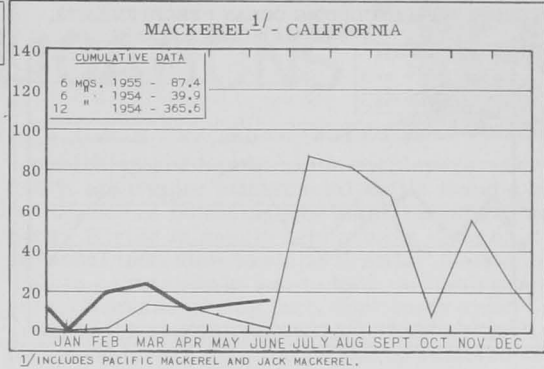 MACKEREL 1/ - CALIFORNIA
140
CUMULATIVE DATA
6 MOS. 1955 - 87.4
6 " 1954 - 39.9
12 " 1954 - 365.6
120
100
80
60
40
20
0
JAN FEB MAR APR MAY JUNE JULY AUG SEPT OCT NOV DEC
1/INCLUDES PACIFIC MACKEREL AND JACK MACKEREL.